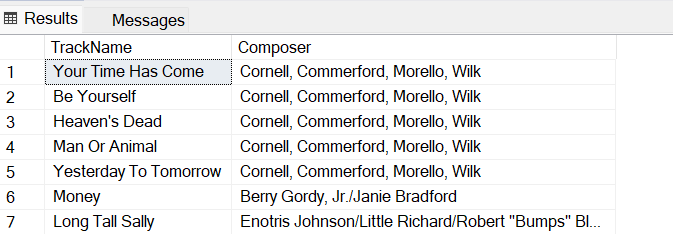 Results Messages
TrackName Composer
1 Your Time Has Come Cornell, Commerford, Morello, Wilk
2 Be Yourself Cornell, Commerford, Morello, Wilk
3 Heaven's Dead Cornell, Commerford, Morello, Wilk
4 Man Or Animal Cornell, Commerford, Morello, Wilk
5 Yesterday To Tomorrow Cornell, Commerford, Morello, Wilk
6 Money Berry Gordy, Jr./Janie Bradford
7 Long Tall Sally Enotris Johnson/Little Richard/Robert "Bumps" Bl...